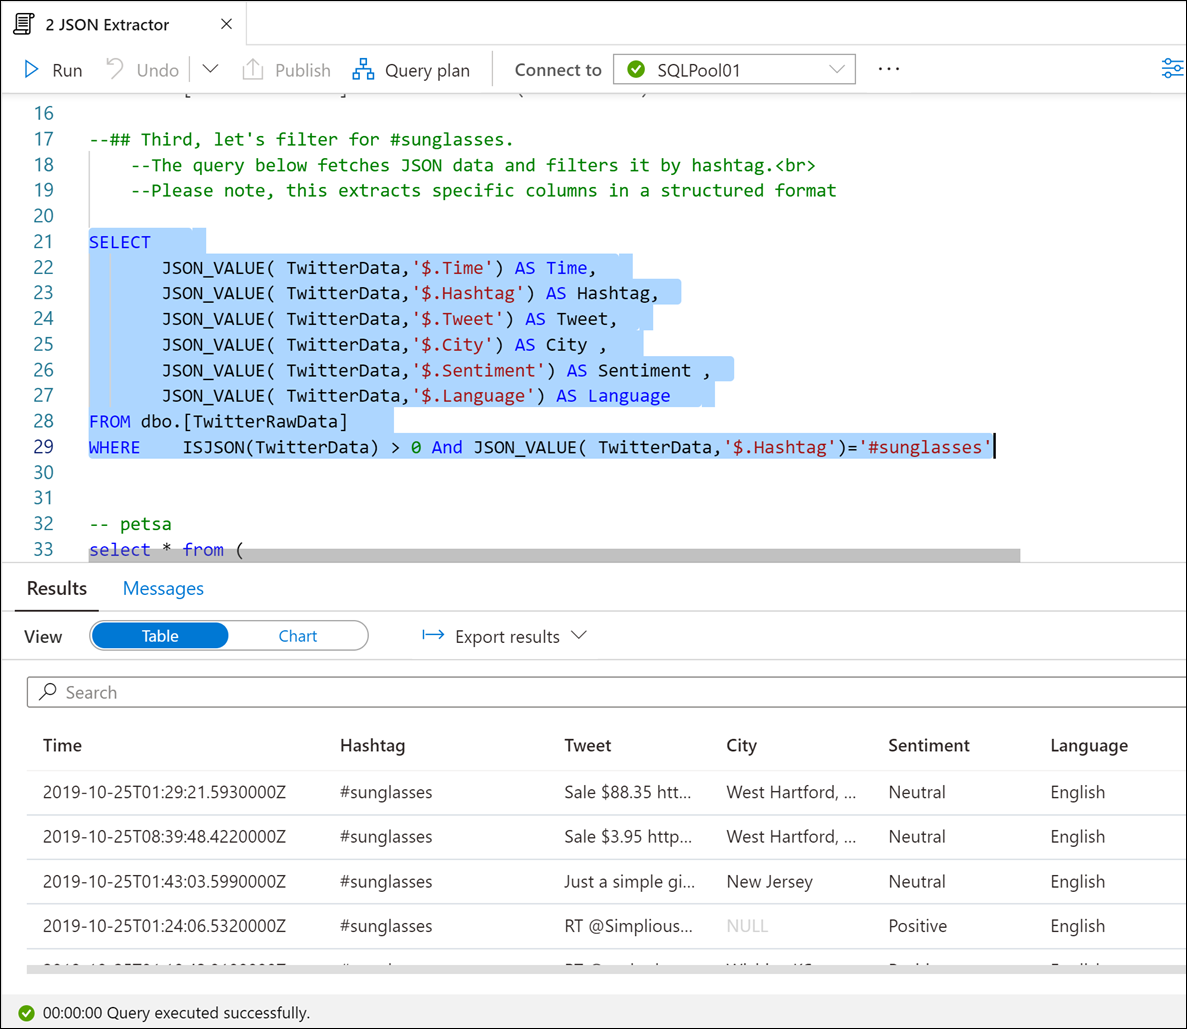 2 JSON Extractor
Run Undo Publish Query plan Connect to SQLPool01 ...
16
17 --## Third, let's filter for #sunglasses.
18 --The query below fetches JSON data and filters it by hashtag.<br>
19 --Please note, this extracts specific columns in a structured format
20
21 SELECT
22 JSON_VALUE( TwitterData,'$.Time') AS Time,
23 JSON_VALUE( TwitterData,'$.Hashtag') AS Hashtag,
24 JSON_VALUE( TwitterData,'$.Tweet') AS Tweet,
25 JSON_VALUE( TwitterData,'$.City') AS City ,
26 JSON_VALUE( TwitterData,'$.Sentiment') AS Sentiment ,
27 JSON_VALUE( TwitterData,'$.Language') AS Language
28 FROM dbo.[TwitterRawData]
29 WHERE ISJSON(TwitterData) > 0 And JSON_VALUE( TwitterData,'$.Hashtag')='#sunglasses'
30
31
32 -- petsa
33 select * from (
Results Messages
View Table Chart Export results
Search
Time Hashtag Tweet City Sentiment Language
2019-10-25T01:29:21.5930000Z #sunglasses Sale $88.35 htt... West Hartford, ... Neutral English
2019-10-25T08:39:48.4220000Z #sunglasses Sale $3.95 http... West Hartford, ... Neutral English
2019-10-25T01:43:03.5990000Z #sunglasses Just a simple gi... New Jersey Neutral English
2019-10-25T01:24:06.5320000Z #sunglasses RT @Simplious... NULL Positive English
00:00:00 Query executed successfully.